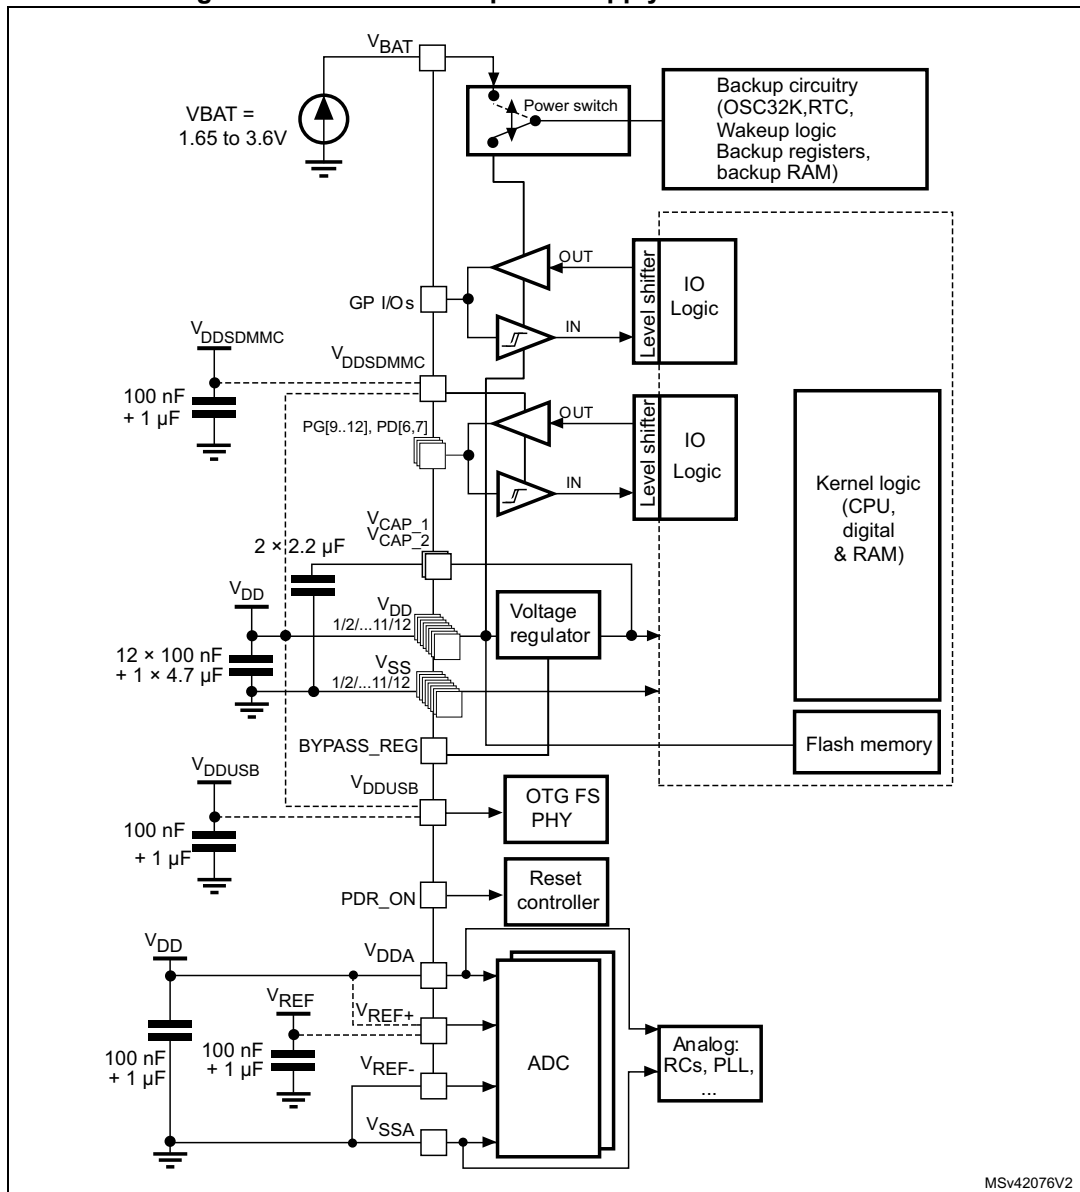 VBAT
VBAT =
1.65 to 3.6V
Power switch
Backup circuitry
(OSC32K,RTC,
Wakeup logic
Backup registers,
backup RAM)
OUT
GP I/Os
IN
Level shifter
IO
Logic
VDDSDMMC
VDDSDMMC
100 nF
+ 1 µF
OUT
PG[9..12], PD[6,7]
IN
Level shifter
IO
Logic
Kernel logic
(CPU,
digital
& RAM)
VCAP_1
VCAP_2
2 × 2.2 µF
VDD
VDD
1/2/...11/12
Voltage
regulator
12 × 100 nF
+ 1 × 4.7 µF
VSS
1/2/...11/12
BYPASS_REG
Flash memory
VDDUSB
VDDUSB
100 nF
+ 1 µF
OTG FS
PHY
PDR_ON
Reset
controller
VDD
VDDA
VREF
VREF+
100 nF
+ 1 µF
100 nF
+ 1 µF
VREF-
ADC
Analog:
RCs, PLL,
...
VSSA
MSv42076V2